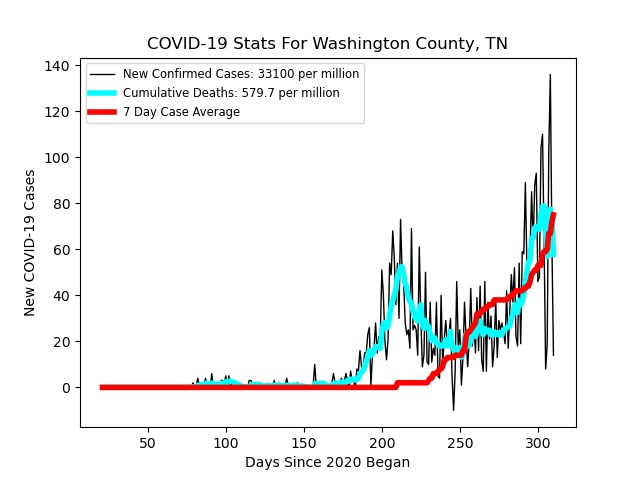 COVID-19 Stats For Washington County, TN
New Confirmed Cases: 33100 per million
Cumulative Deaths: 579.7 per million
7 Day Case Average
140
120
100
80
60
40
20
0
New COVID-19 Cases
50 100 150 200 250 300
Days Since 2020 Began